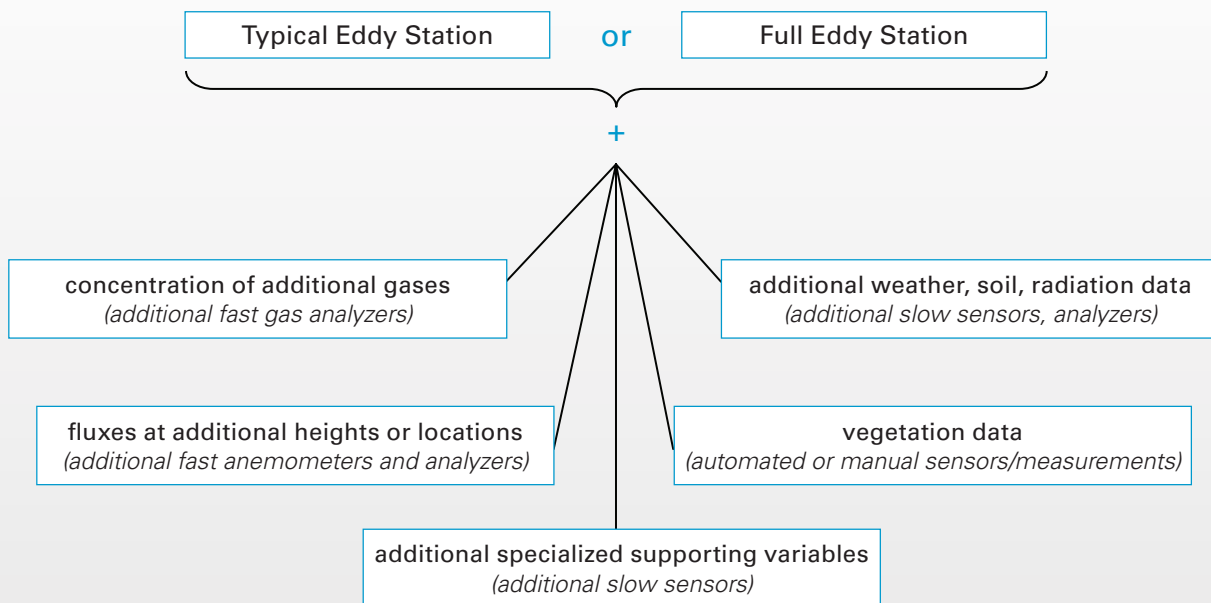 Typical Eddy Station
or
Full Eddy Station
+
concentration of additional gases
(additional fast gas analyzers)
additional weather, soil, radiation data
(additional slow sensors, analyzers)
fluxes at additional heights or locations
(additional fast anemometers and analyzers)
vegetation data
(automated or manual sensors/measurements)
additional specialized supporting variables
(additional slow sensors)